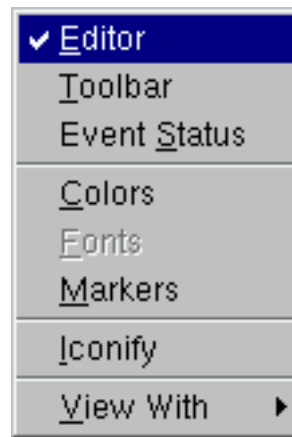 Editor
Toolbar
Event Status
Colors
Fonts
Markers
Iconify
View With